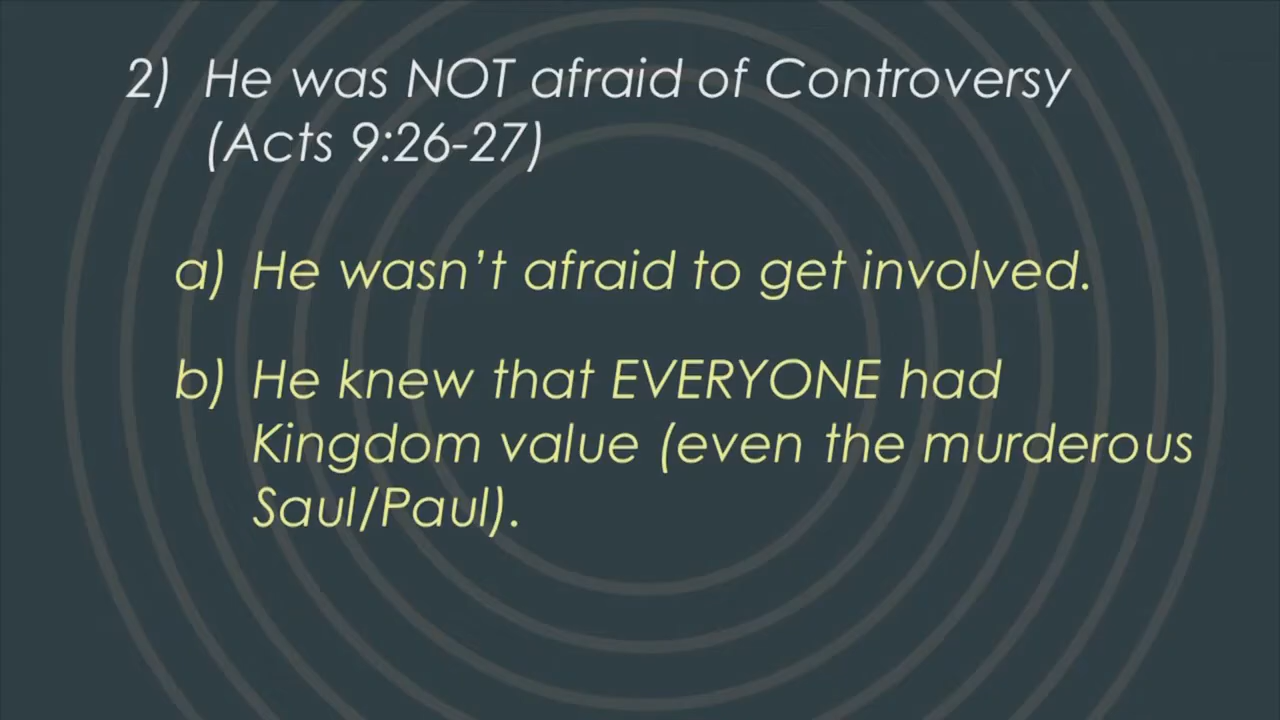 2) He was NOT afraid of Controversy
(Acts 9:26-27)
a) He wasn’t afraid to get involved.
b) He knew that EVERYONE had
Kingdom value (even the murderous
Saul/Paul).